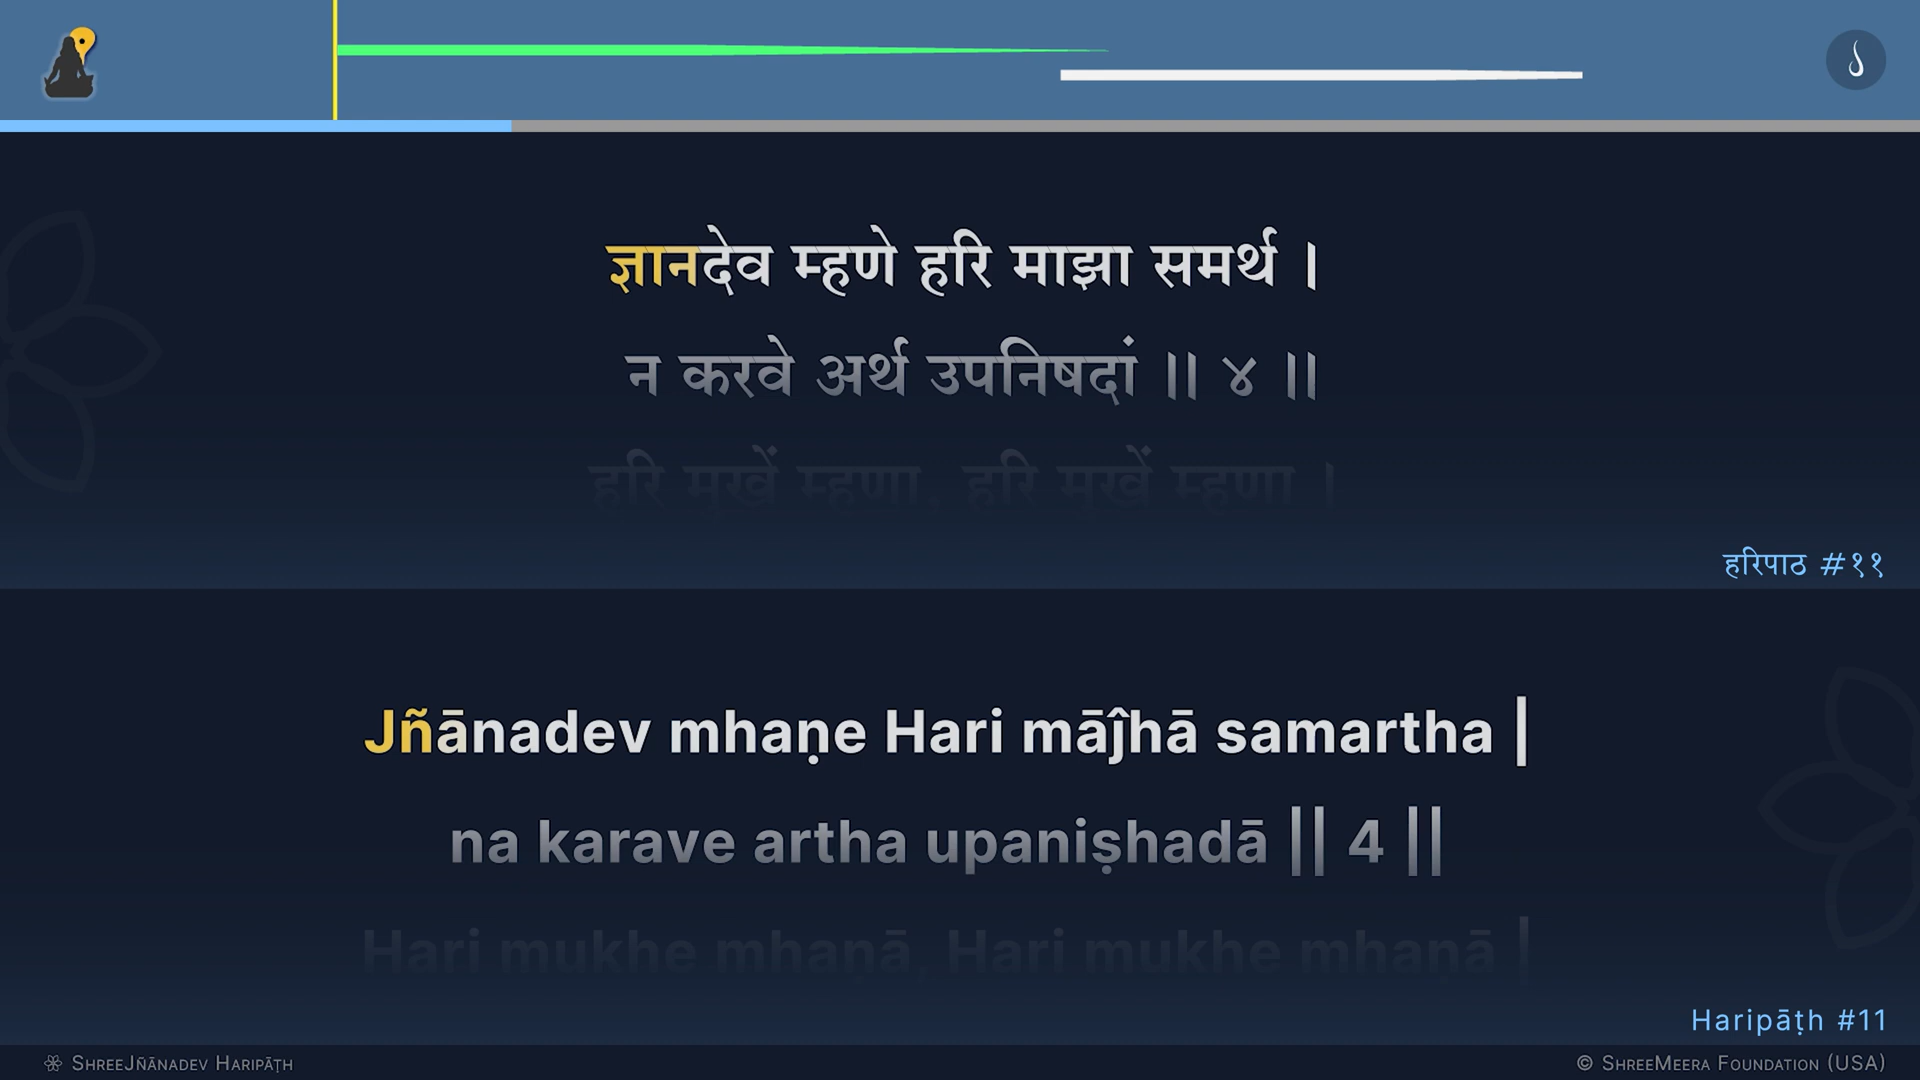 ज्ञानदेव म्हणे हरि माझा समर्थ ।
न करवे अर्थ उपनिषदां ॥ ४ ॥
हरि मुखें म्हणा, हरि मुखें म्हणा ।
हरिपाठ #११
Jñānadev mhaṇe Hari māĵhā samartha |
na karave artha upaniṣhadā || 4 ||
Hari mukhe mhaṇā, Hari mukhe mhaṇā |
Haripāṭh #11
ShreeJñānadev Haripāṭh
© ShreeMeera Foundation (USA)